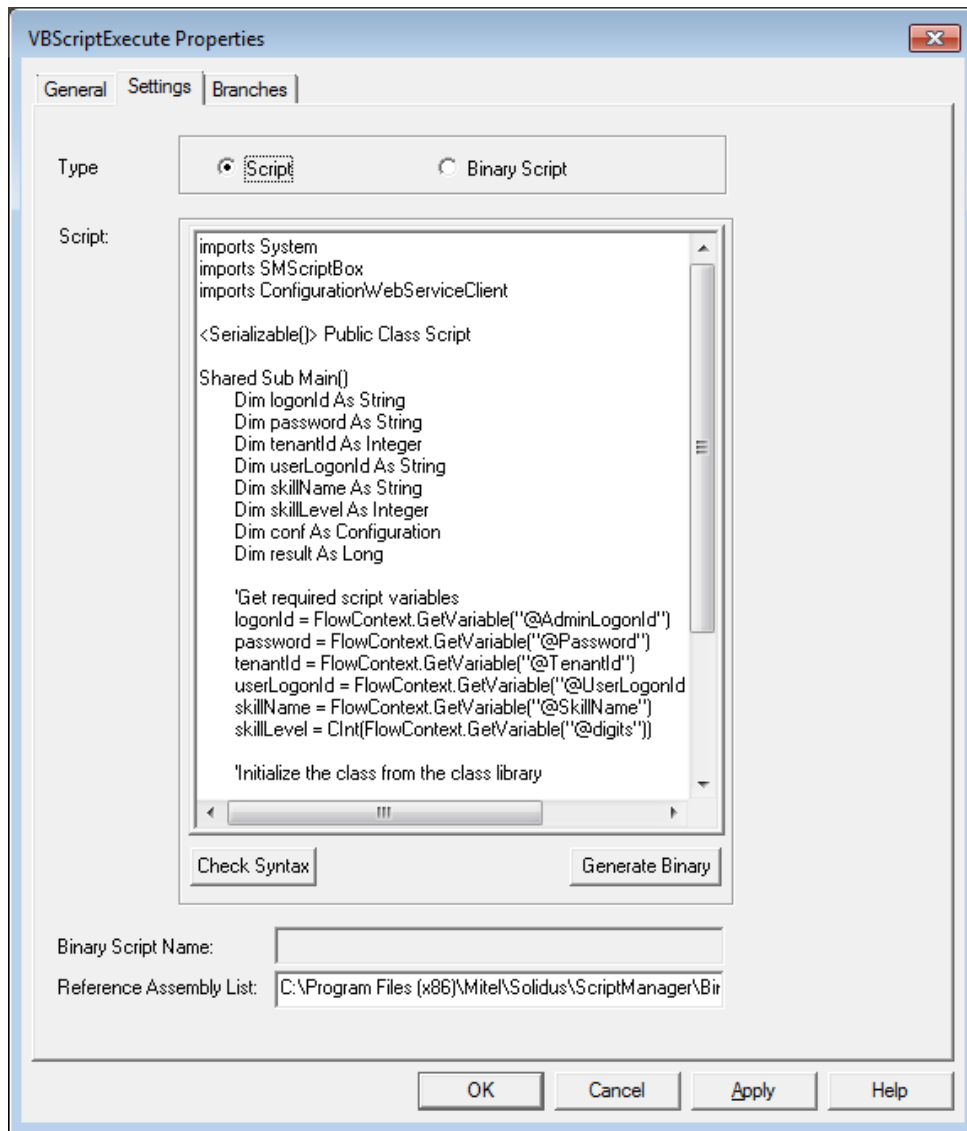 VBScriptExecute Properties
General Settings Branches
Type Script Binary Script
Script:
imports System
imports SMScriptBox
imports ConfigurationWebServiceClient
<Serializable()> Public Class Script
Shared Sub Main()
Dim logonId As String
Dim password As String
Dim tenantId As Integer
Dim userLogonId As String
Dim skillName As String
Dim skillLevel As Integer
Dim conf As Configuration
Dim result As Long
'Get required script variables
logonId = FlowContext.GetVariable("@AdminLogonId")
password = FlowContext.GetVariable("@Password")
tenantId = FlowContext.GetVariable("@TenantId")
userLogonId = FlowContext.GetVariable("@UserLogonId
skillName = FlowContext.GetVariable("@SkillName")
skillLevel = CInt(FlowContext.GetVariable("@digits"))
'Initialize the class from the class library
Check Syntax Generate Binary
Binary Script Name:
Reference Assembly List: C:\Program Files (x86)\Mitel\Solidus\ScriptManager\Bir
OK Cancel Apply Help